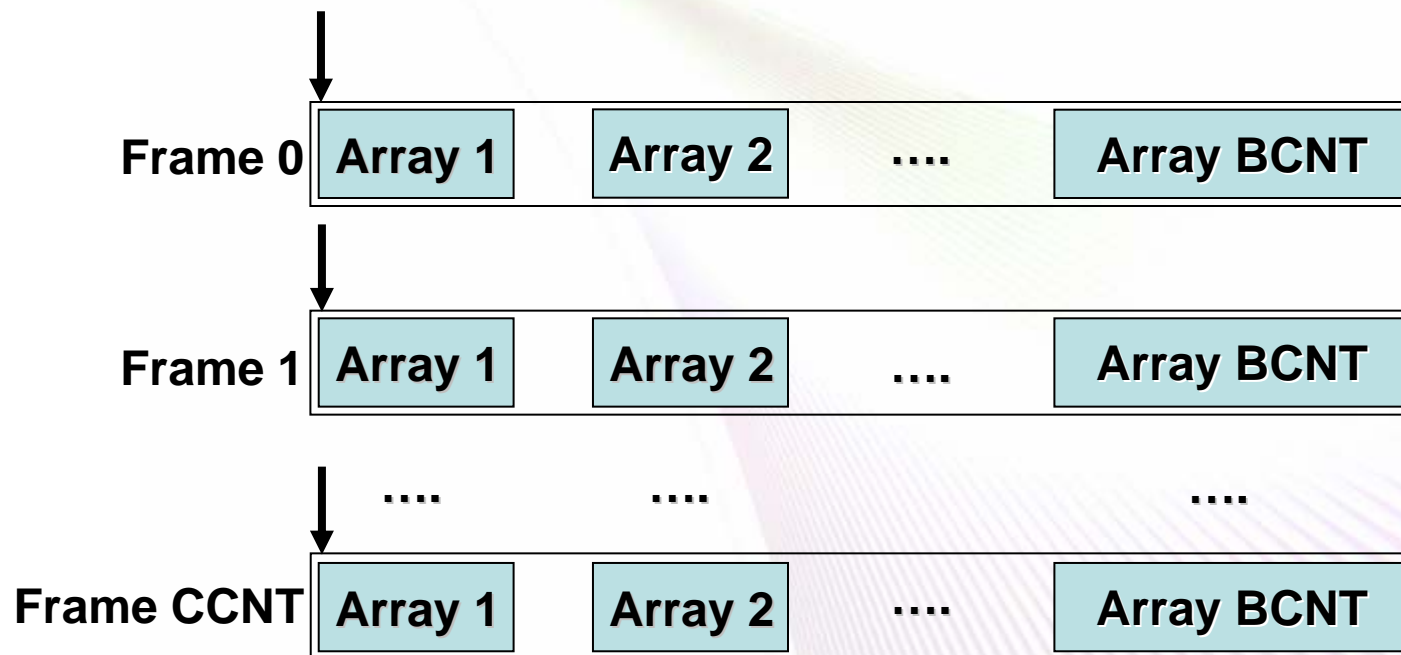 Frame 0 Array 1 Array 2 .... Array BCNT
Frame 1 Array 1 Array 2 .... Array BCNT
.... .... ....
Frame CCNT Array 1 Array 2 .... Array BCNT